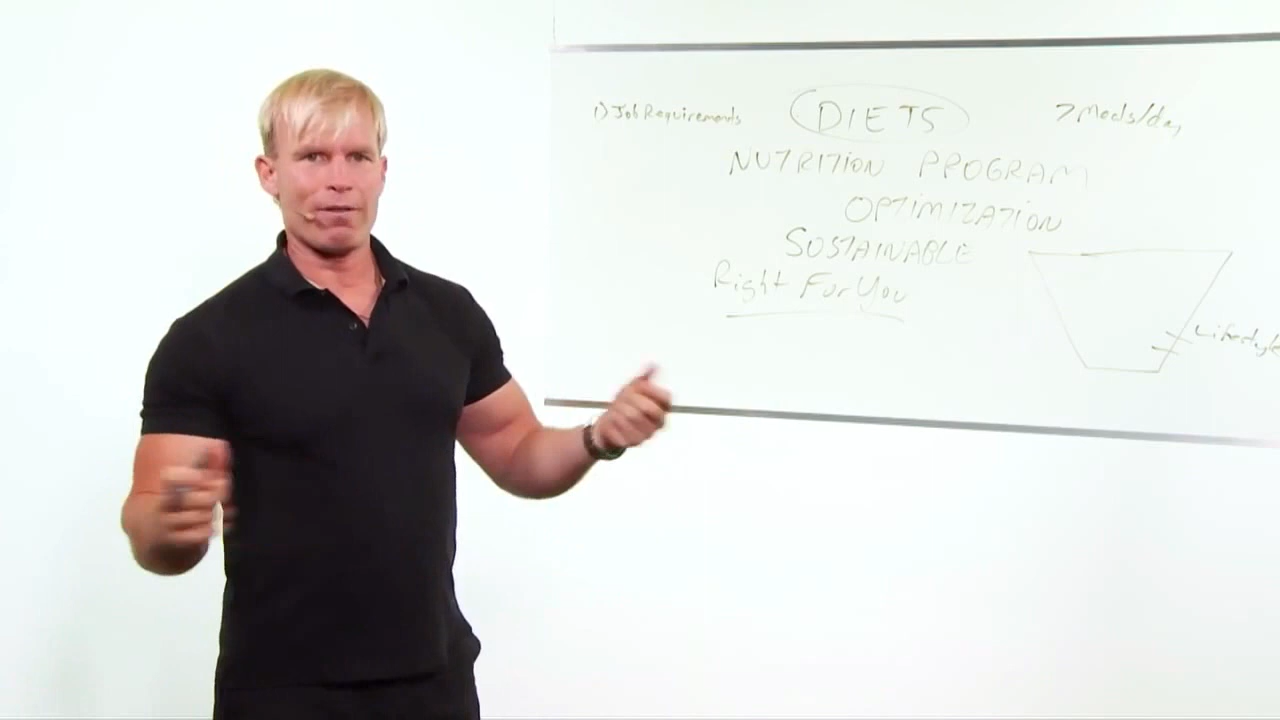 1) Job Requirements
DIETS
7 Meals/day
NUTRITION PROGRAM
OPTIMIZATION
SUSTAINABLE
Right For You
Lifestyle